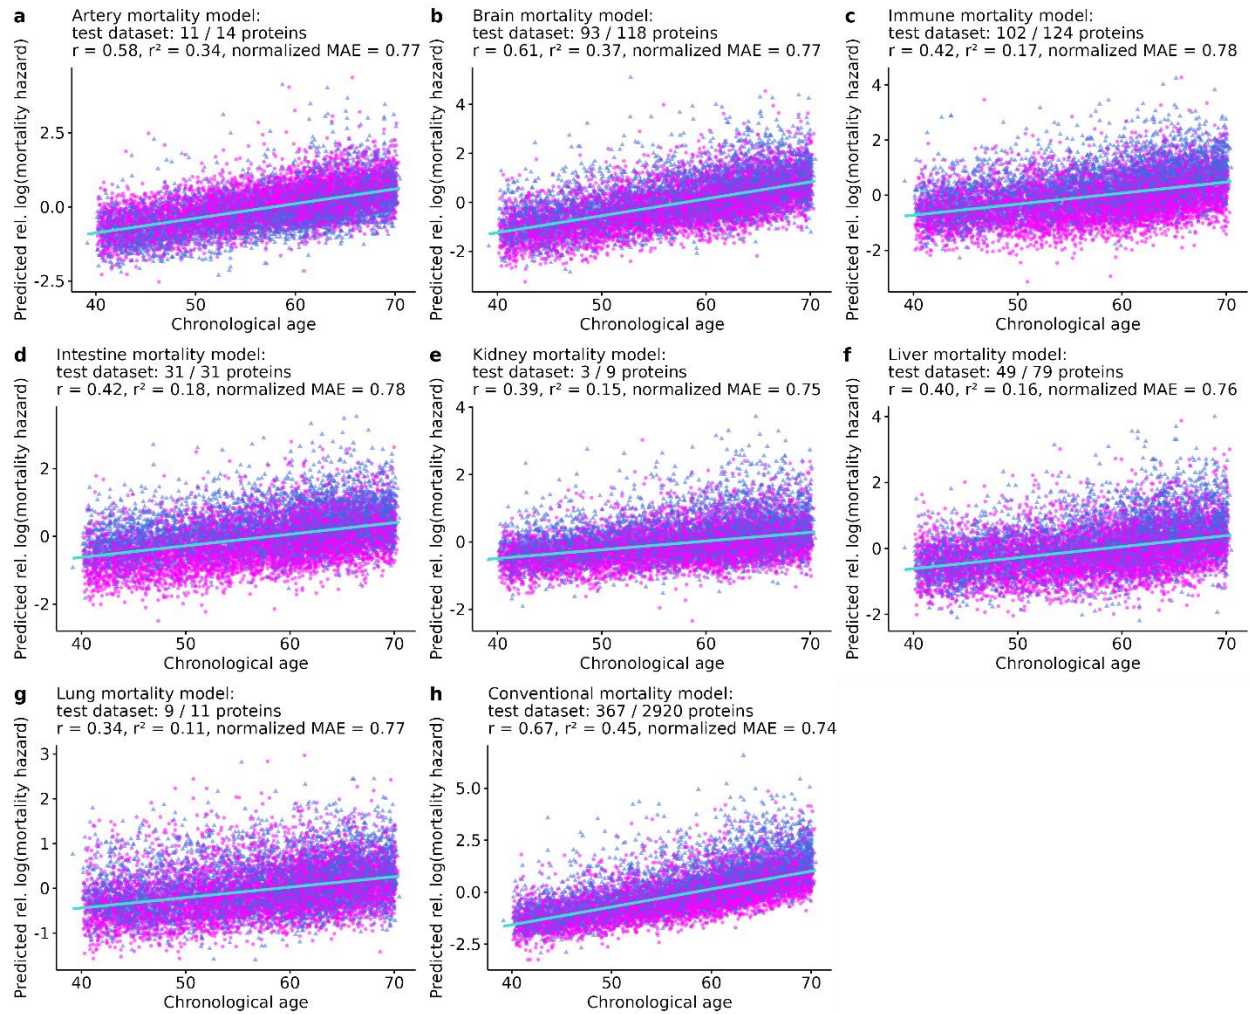 a
Artery mortality model:
test dataset: 11 / 14 proteins
r = 0.58, r² = 0.34, normalized MAE = 0.77
Predicted rel. log(mortality hazard)
2.5
0.0
-2.5
40 50 60 70
Chronological age
b
Brain mortality model:
test dataset: 93 / 118 proteins
r = 0.61, r² = 0.37, normalized MAE = 0.77
Predicted rel. log(mortality hazard)
4
2
0
-2
40 50 60 70
Chronological age
c
Immune mortality model:
test dataset: 102 / 124 proteins
r = 0.42, r² = 0.17, normalized MAE = 0.78
Predicted rel. log(mortality hazard)
4
2
0
-2
40 50 60 70
Chronological age
d
Intestine mortality model:
test dataset: 31 / 31 proteins
r = 0.42, r² = 0.18, normalized MAE = 0.78
Predicted rel. log(mortality hazard)
2
0
-2
40 50 60 70
Chronological age
e
Kidney mortality model:
test dataset: 3 / 9 proteins
r = 0.39, r² = 0.15, normalized MAE = 0.75
Predicted rel. log(mortality hazard)
4
2
0
-2
40 50 60 70
Chronological age
f
Liver mortality model:
test dataset: 49 / 79 proteins
r = 0.40, r² = 0.16, normalized MAE = 0.76
Predicted rel. log(mortality hazard)
4
2
0
-2
40 50 60 70
Chronological age
g
Lung mortality model:
test dataset: 9 / 11 proteins
r = 0.34, r² = 0.11, normalized MAE = 0.77
Predicted rel. log(mortality hazard)
3
2
1
0
-1
40 50 60 70
Chronological age
h
Conventional mortality model:
test dataset: 367 / 2920 proteins
r = 0.67, r² = 0.45, normalized MAE = 0.74
Predicted rel. log(mortality hazard)
5.0
2.5
0.0
-2.5
40 50 60 70
Chronological age